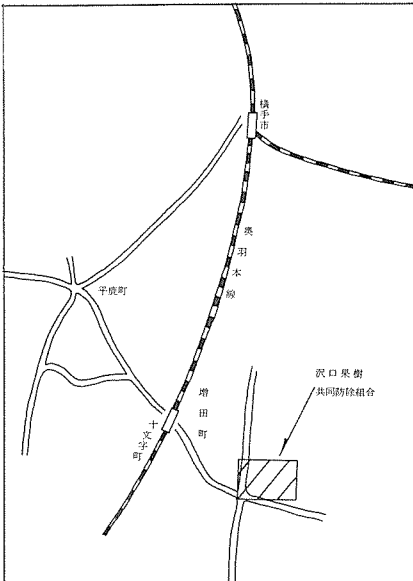 横手市
奥羽本線
平鹿町
沢口果樹
共同防除組合
増田町
十文字町